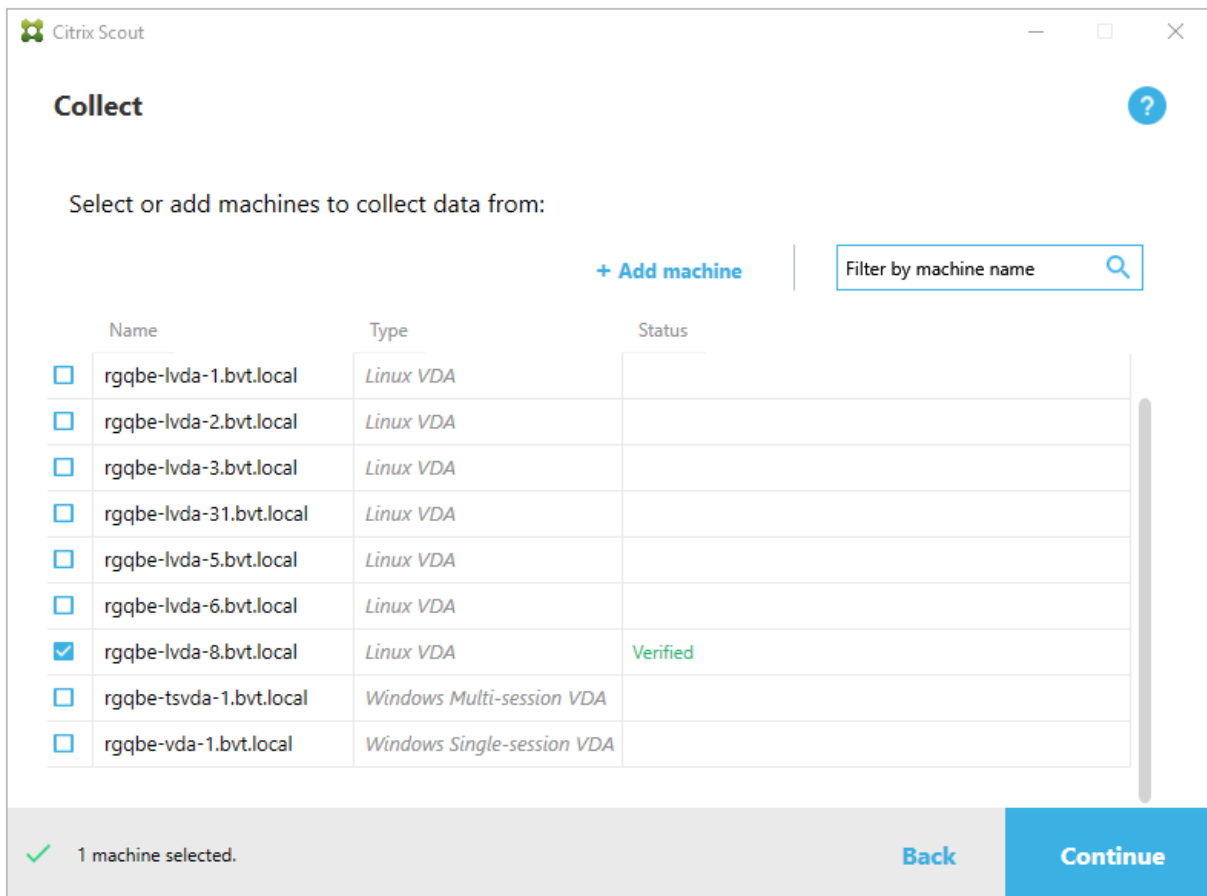 Citrix Scout
Collect
?
Select or add machines to collect data from:
+ Add machine
Filter by machine name
Name Type Status
rgqbe-lvda-1.bvt.local Linux VDA
rgqbe-lvda-2.bvt.local Linux VDA
rgqbe-lvda-3.bvt.local Linux VDA
rgqbe-lvda-31.bvt.local Linux VDA
rgqbe-lvda-5.bvt.local Linux VDA
rgqbe-lvda-6.bvt.local Linux VDA
rgqbe-lvda-8.bvt.local Linux VDA Verified
rgqbe-tsvda-1.bvt.local Windows Multi-session VDA
rgqbe-vda-1.bvt.local Windows Single-session VDA
1 machine selected.
Back
Continue